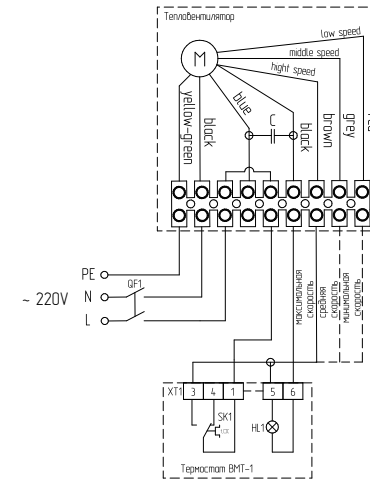 Тепловентилятор
low speed
middle speed
hight speed
M
yellow-green
black
blue
C
black
brown
grey
PE
QF1
N
~ 220V
L
максимальная
скорость
средняя
скорость
минимальная
скорость
XT1 3 4 1 5 6
SK1
HL1
Термостат ВМТ-1